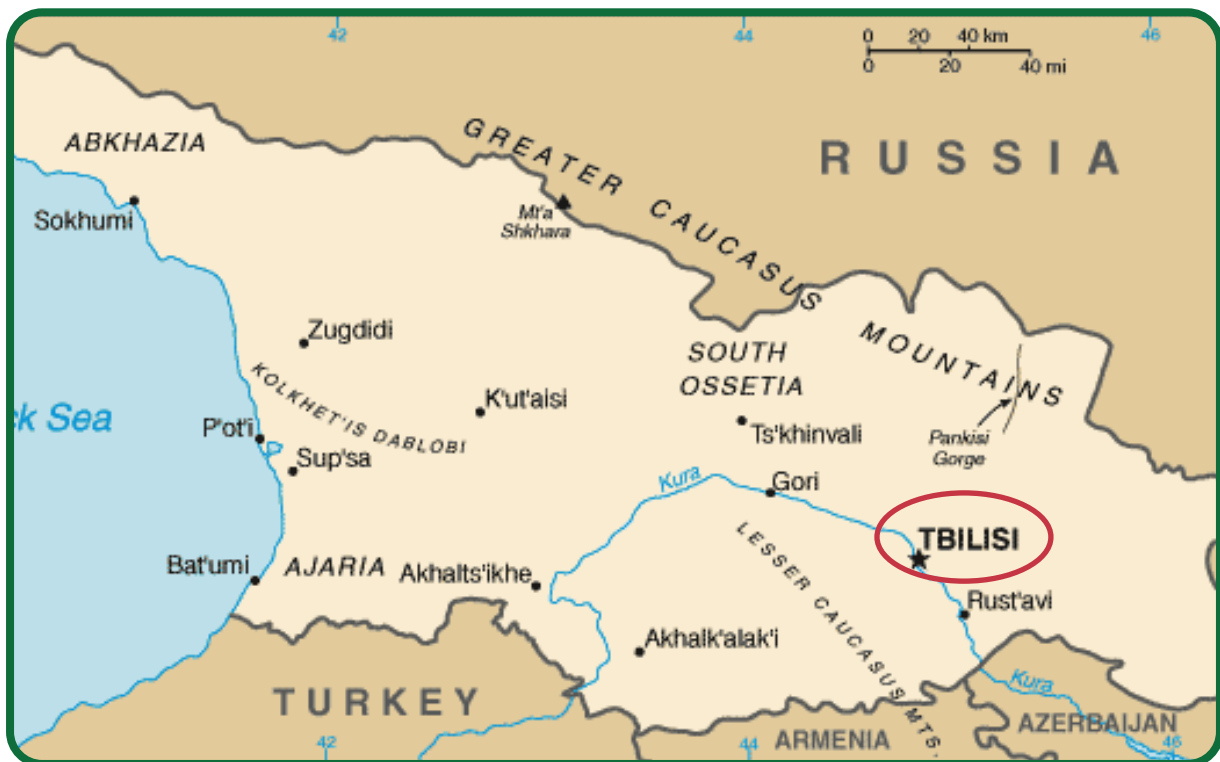 42
44
46
0 20 40 km
0 20 40 mi
ABKHAZIA
GREATER CAUCASUS MOUNTAINS
RUSSIA
Sokhumi
Mt'a
Shkhara
Zugdidi
SOUTH
OSSETIA
KOLKHET'IS DABLOBI
K'ut'aisi
ck Sea
P'ot'i
Ts'khinvali
Pankisi
Gorge
Sup'sa
Kura
Gori
LESSER CAUCASUS MTS.
TBILISI
Bat'umi
AJARIA
Akhalts'ikhe
Rust'avi
Akhalk'alak'i
TURKEY
Kura
AZERBAIJAN
ARMENIA
42
44
46